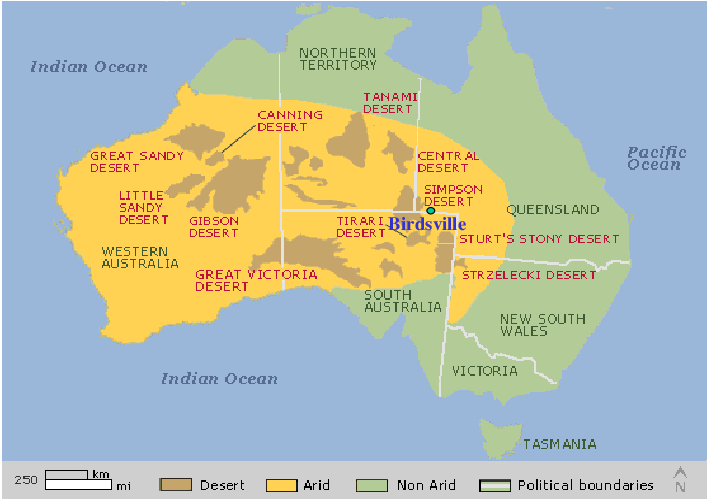 NORTHERN
TERRITORY
Indian Ocean
TANAMI
DESERT
CANNING
DESERT
GREAT SANDY
DESERT
CENTRAL
DESERT
Pacific
Ocean
LITTLE
SANDY
DESERT
SIMPSON
DESERT
QUEENSLAND
GIBSON
DESERT
TIRARI
DESERT
Birdsville
STURT'S STONY DESERT
WESTERN
AUSTRALIA
GREAT VICTORIA
DESERT
STRZELECKI DESERT
SOUTH
AUSTRALIA
NEW SOUTH
WALES
Indian Ocean
VICTORIA
TASMANIA
250 km
mi
Desert
Arid
Non Arid
Political boundaries
N